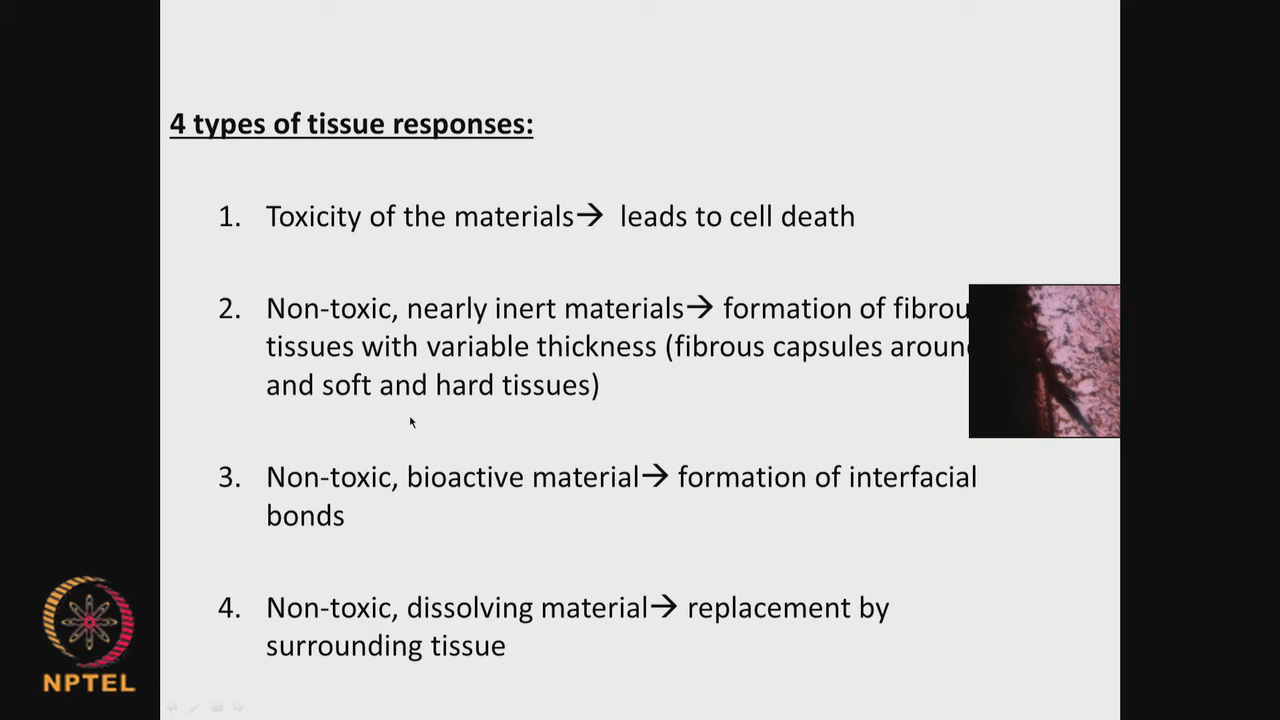 4 types of tissue responses:
1. Toxicity of the materials→ leads to cell death
2. Non-toxic, nearly inert materials→ formation of
tissues with variable thickness (fibrous capsules
and soft and hard tissues)
3. Non-toxic, bioactive material→ formation of interfacial
bonds
4. Non-toxic, dissolving material→ replacement by
surrounding tissue
NPTEL